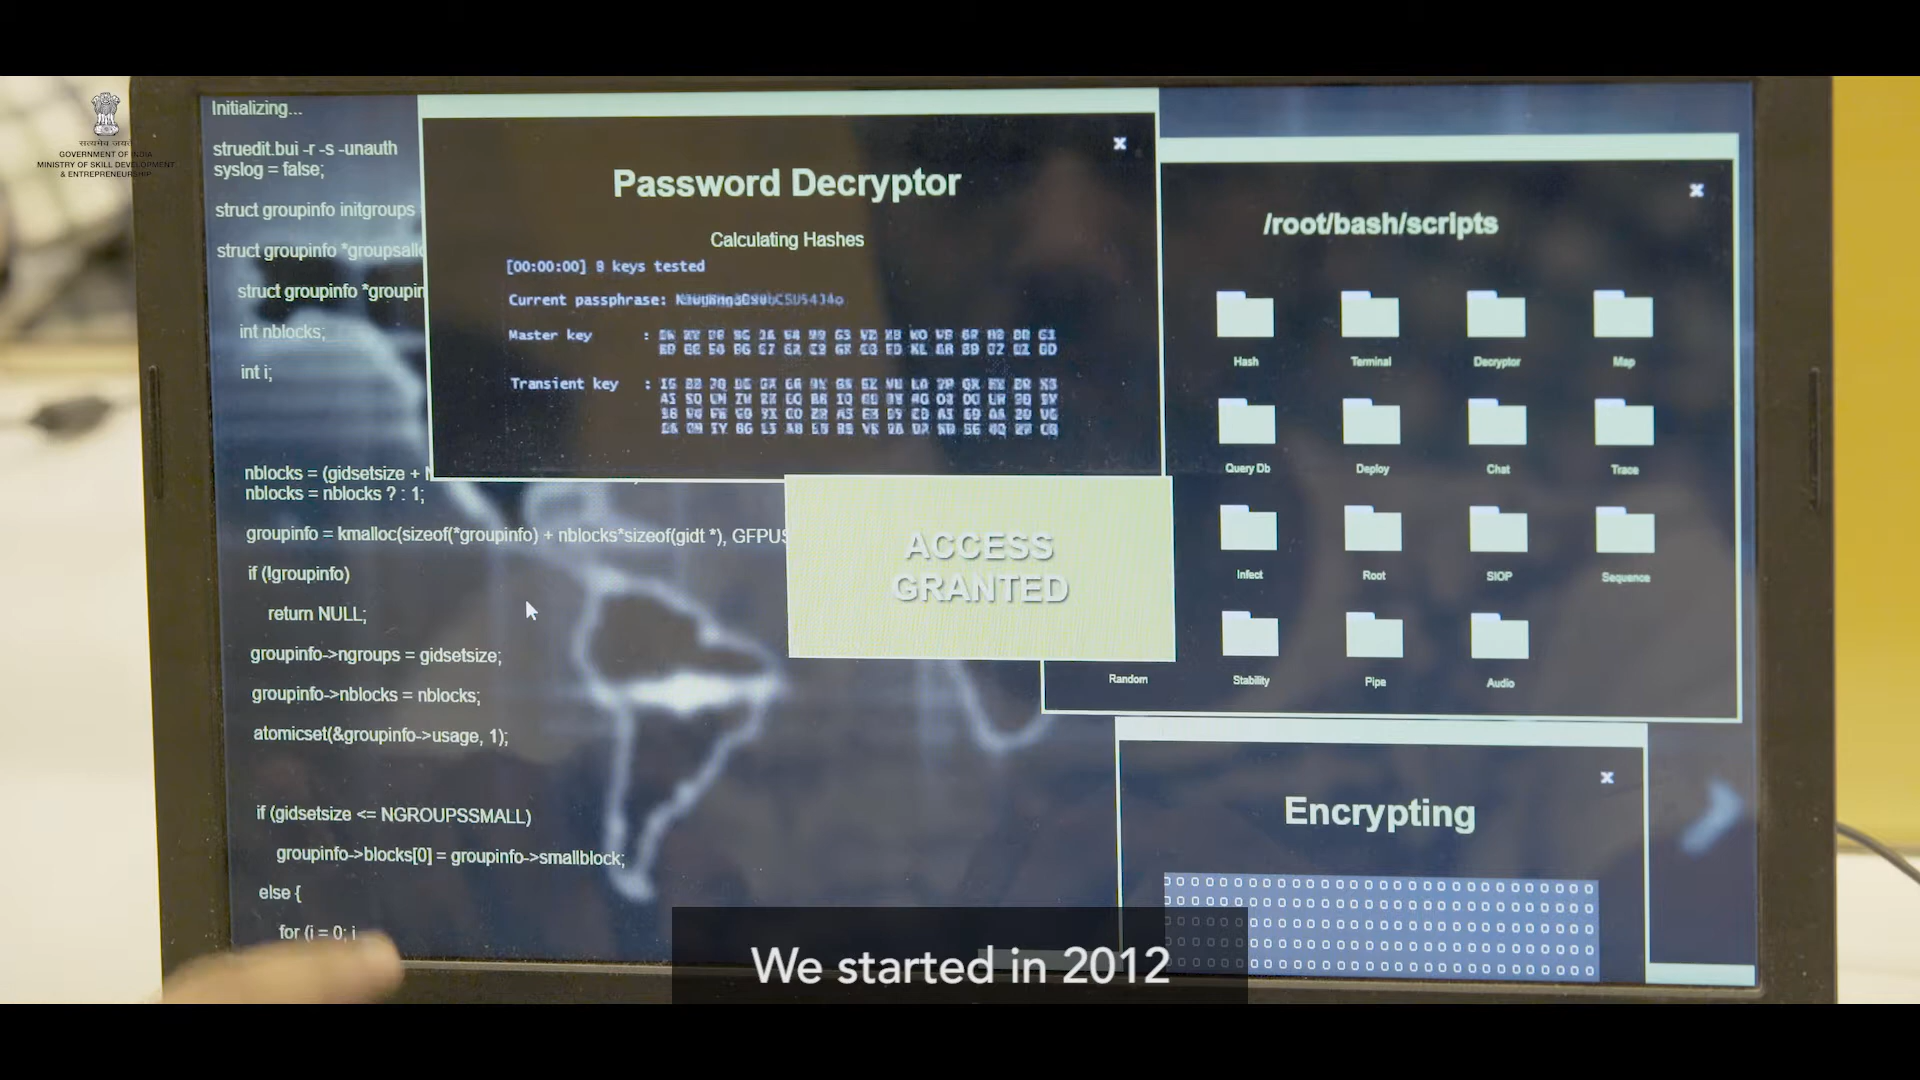 सत्यमेव जयते
GOVERNMENT OF INDIA
MINISTRY OF SKILL DEVELOPMENT
& ENTREPRENEURSHIP
Initializing...
struedit.bui -r -s -unauth
syslog = false;
struct groupinfo initgroups
struct groupinfo
struct groupinfo
int nblocks;
int i;
nblocks = (gidsetsize +
nblocks = nblocks ? : 1;
groupinfo = kmalloc(sizeof(*groupinfo) + nblocks*sizeof(gidt *),
if (!groupinfo)
return NULL;
groupinfo->ngroups = gidsetsize;
groupinfo->nblocks = nblocks;
atomicset(&groupinfo->usage, 1);
if (gidsetsize <= NGROUPSSMALL)
groupinfo->blocks[0] = groupinfo->smallblock;
else {
for (i = 0; i
x
Password Decryptor
Calculating Hashes
[00:00:00] 8 keys tested
Current passphrase:
Master key :
Transient key :
ACCESS
GRANTED
x
/root/bash/scripts
Hash Terminal Decryptor Map
Query Db Deploy Chat Trace
Infect Root SIOP Sequence
Random Stability Pipe Audio
x
Encrypting
We started in 2012